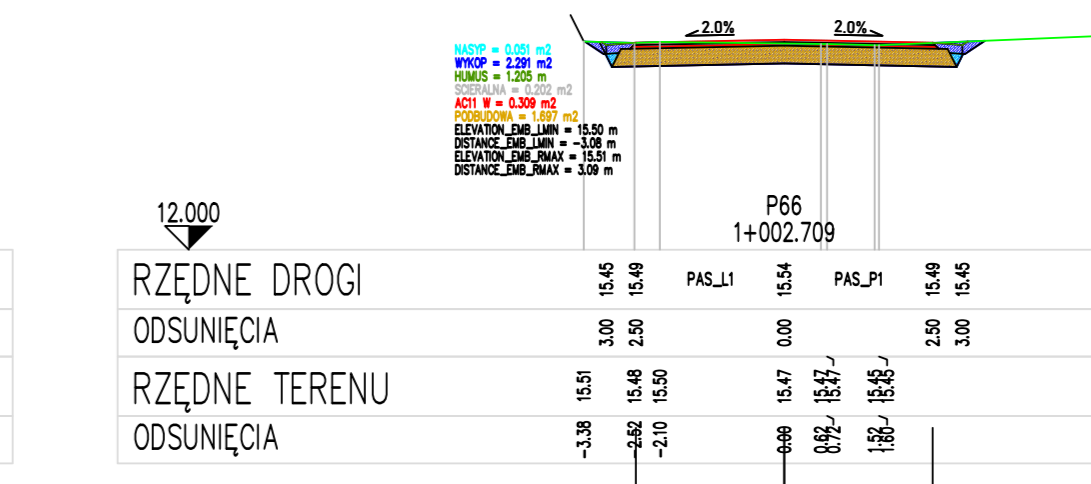 2.0% 2.0%
NASYP = 0.051 m2
WYKOP = 2.291 m2
HUMUS = 1.205 m
SCIERALNA = 0.202 m2
AC11 W = 0.309 m2
PODBUDOWA = 1.697 m2
ELEVATION_EMB_LMIN = 15.50 m
DISTANCE_EMB_LMIN = -3.08 m
ELEVATION_EMB_RMAX = 15.51 m
DISTANCE_EMB_RMAX = 3.09 m
12.000
P66
1+002.709
RZĘDNE DROGI 15.45 15.49 PAS_L1 15.54 PAS_P1 15.49 15.45
ODSUNIĘCIA 3.00 2.50 0.00 2.50 3.00
RZĘDNE TERENU 15.51 15.48 15.50 15.47 15.47 15.47 15.45 15.45
ODSUNIĘCIA -3.38 -2.52 -2.10 0.00 0.62 0.72 1.52 1.60